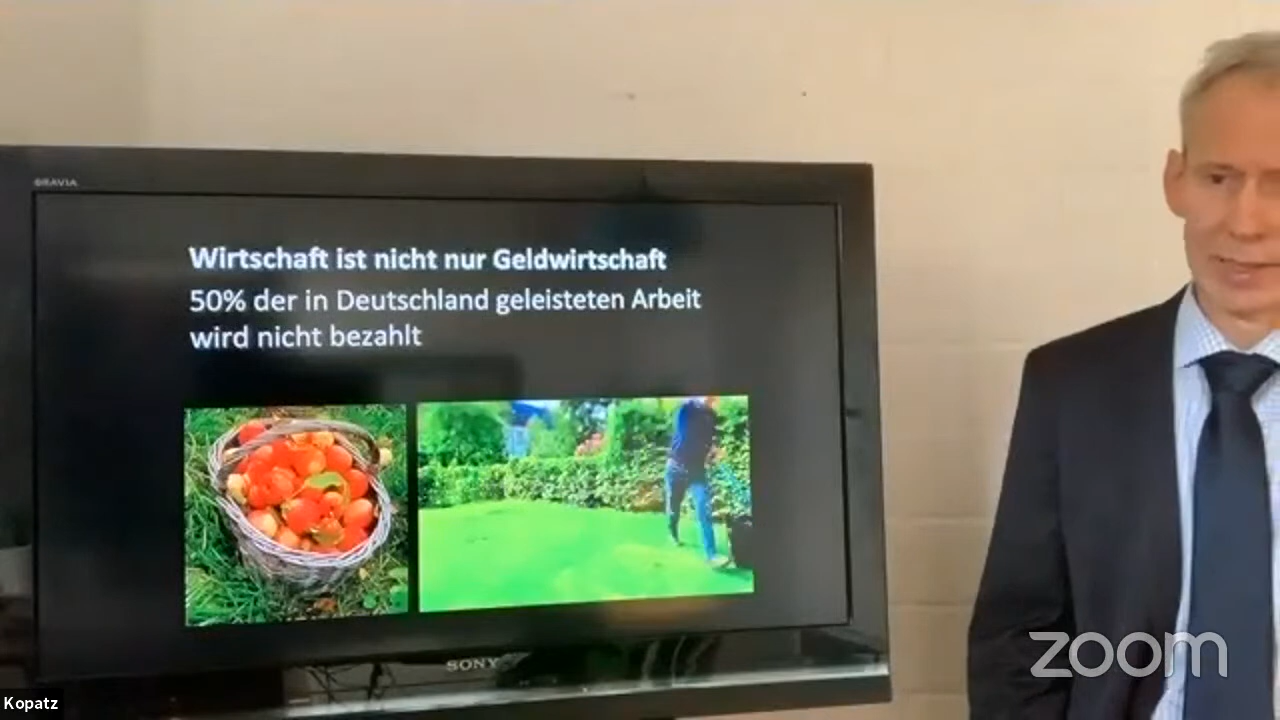 BRAVIA
Wirtschaft ist nicht nur Geldwirtschaft
50% der in Deutschland geleisteten Arbeit
wird nicht bezahlt
SONY
zoom
Kopatz